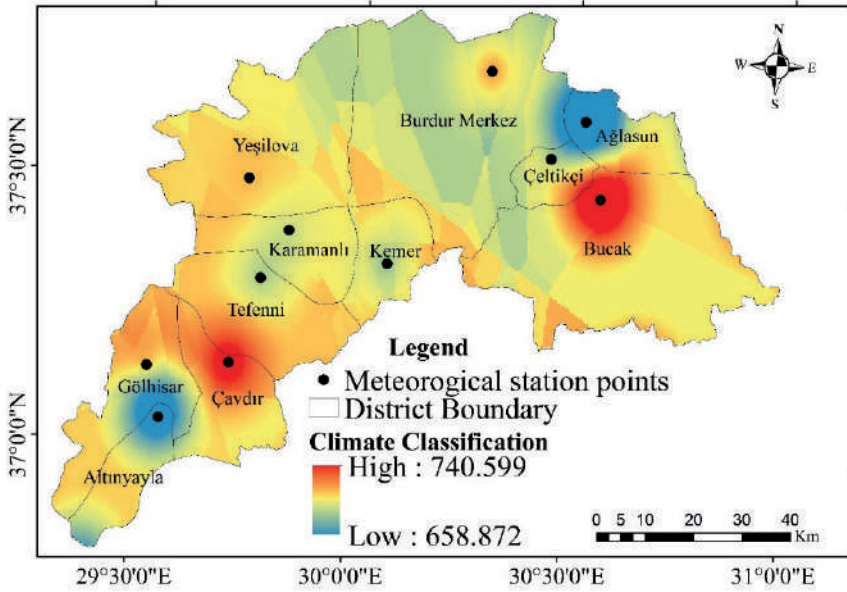 N
W E
S
Burdur Merkez
Ağlasun
Yeşilova
Çeltikçi
Karamanlı
Kemer
Bucak
Tefenni
Gölhisar
Çavdır
Altınyayla
Legend
Meteorogical station points
District Boundary
Climate Classification
High : 740.599
Low : 658.872
0 5 10 20 30 40
Km
37°30'0"N
37°0'0"N
29°30'0"E 30°0'0"E 30°30'0"E 31°0'0"E